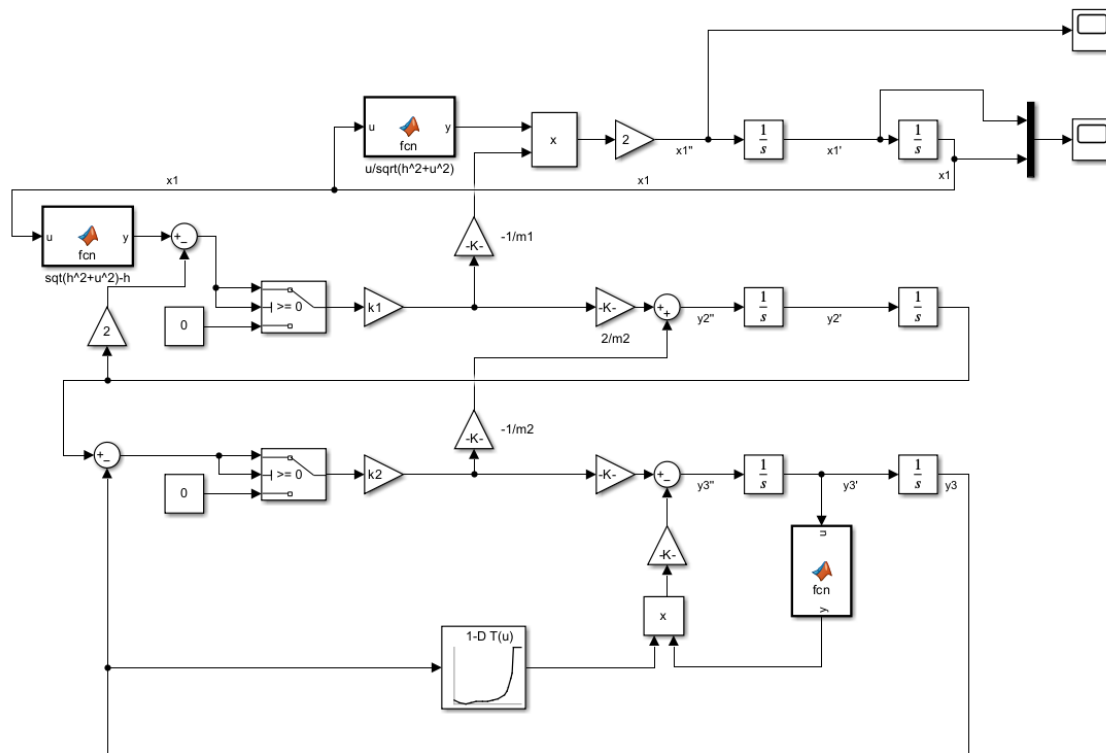 u y
fcn
u/sqrt(h^2+u^2)
x
2
x1''
1
s
x1'
1
s
x1
x1
x1
u y
fcn
sqt(h^2+u^2)-h
+
−
2
0
>= 0
k1
-K-
-1/m1
-K-
2/m2
+
+
y2''
1
s
y2'
1
s
+
−
0
>= 0
k2
-K-
-1/m2
-K-
+
−
y3''
1
s
y3'
1
s
y3
-K-
x
u
fcn
y
1-D T(u)